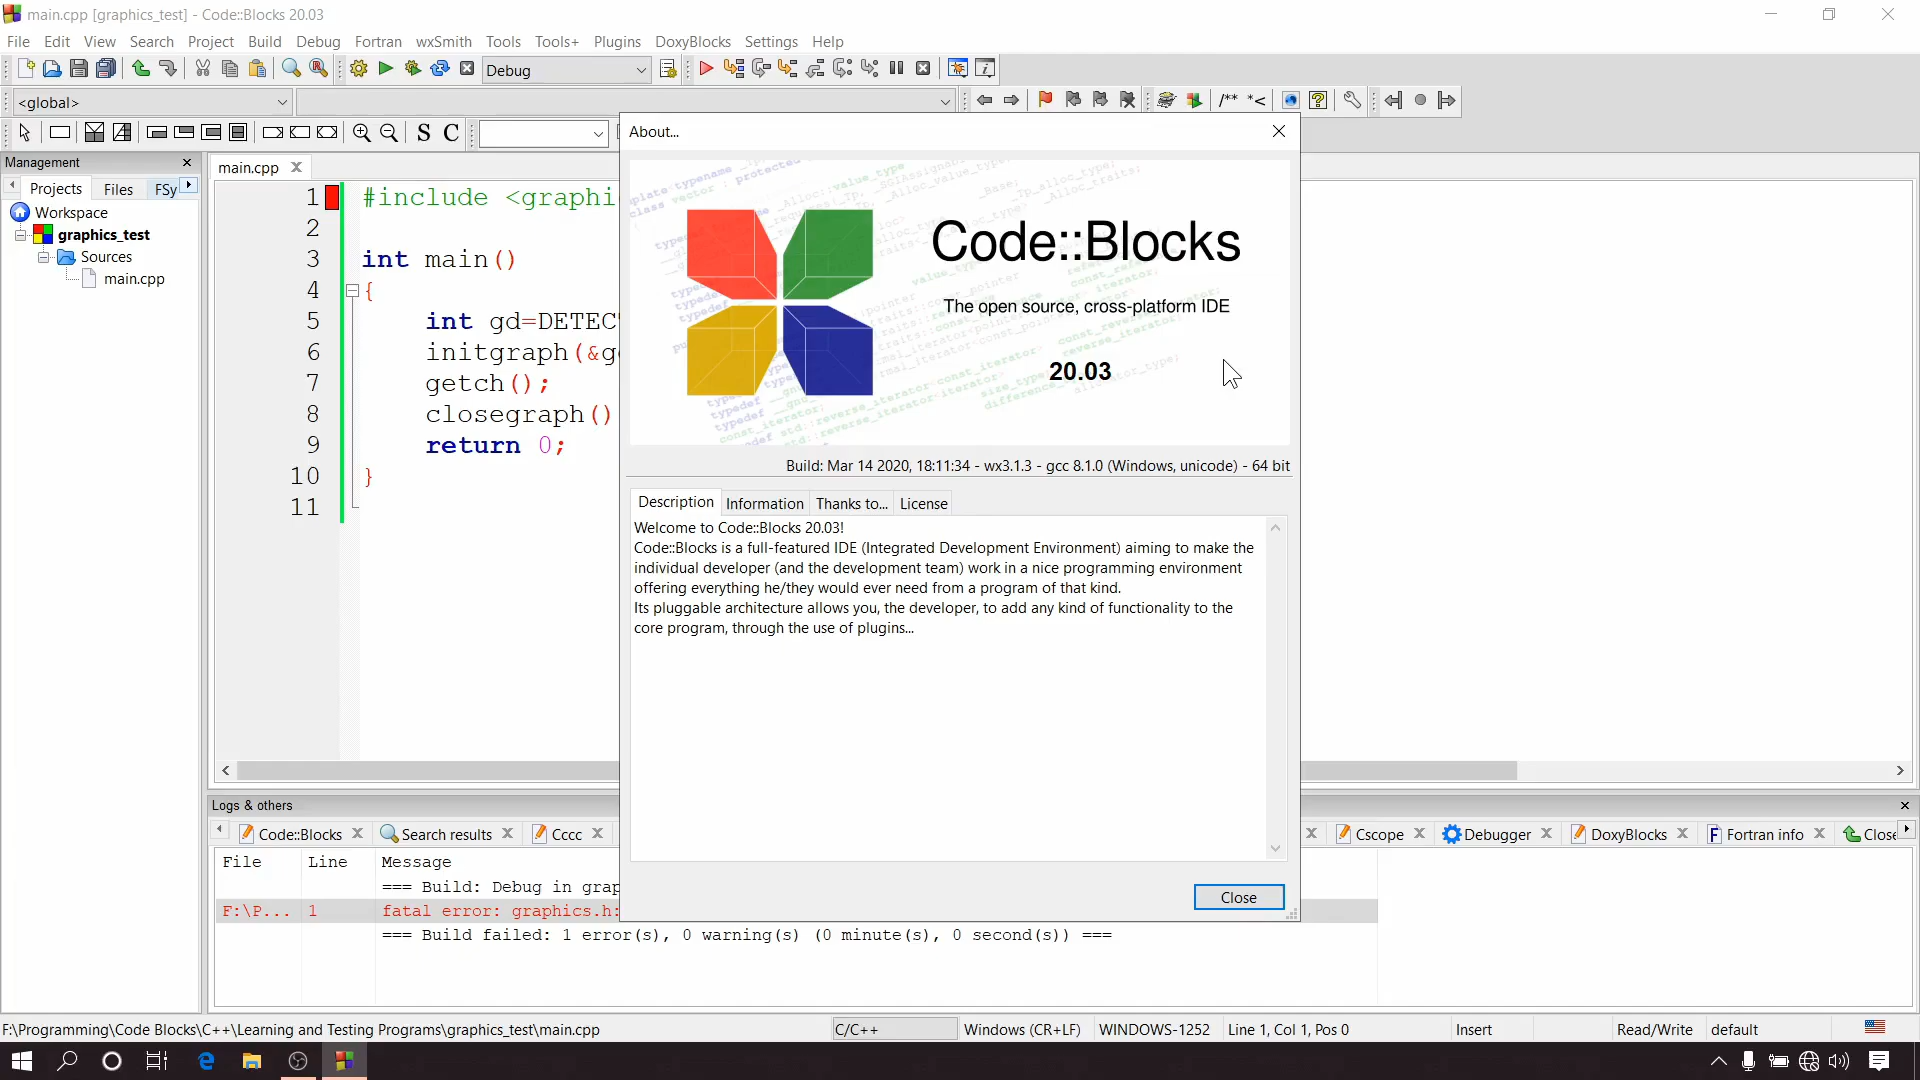 main.cpp [graphics_test] - Code::Blocks 20.03
File Edit View Search Project Build Debug Fortran wxSmith Tools Tools+ Plugins DoxyBlocks Settings Help
Debug
<global>
/** *<
S C
About...
Management
Projects Files FSy
Workspace
graphics_test
Sources
main.cpp
main.cpp
1 #include <graphi
2
3 int main()
4 {
5 int gd=DETEC
6 initgraph(&g
7 getch();
8 closegraph()
9 return 0;
10 }
11
Code::Blocks
The open source, cross-platform IDE
20.03
Build: Mar 14 2020, 18:11:34 - wx3.1.3 - gcc 8.1.0 (Windows, unicode) - 64 bit
Description Information Thanks to... License
Welcome to Code::Blocks 20.03!
Code::Blocks is a full-featured IDE (Integrated Development Environment) aiming to make the
individual developer (and the development team) work in a nice programming environment
offering everything he/they would ever need from a program of that kind.
Its pluggable architecture allows you, the developer, to add any kind of functionality to the
core program, through the use of plugins...
Close
Logs & others
Code::Blocks Search results Cccc Cscope Debugger DoxyBlocks Fortran info Close
File Line Message
=== Build: Debug in grap
F:\P... 1 fatal error: graphics.h:
=== Build failed: 1 error(s), 0 warning(s) (0 minute(s), 0 second(s)) ===
F:\Programming\Code Blocks\C++\Learning and Testing Programs\graphics_test\main.cpp C/C++ Windows (CR+LF) WINDOWS-1252 Line 1, Col 1, Pos 0 Insert Read/Write default